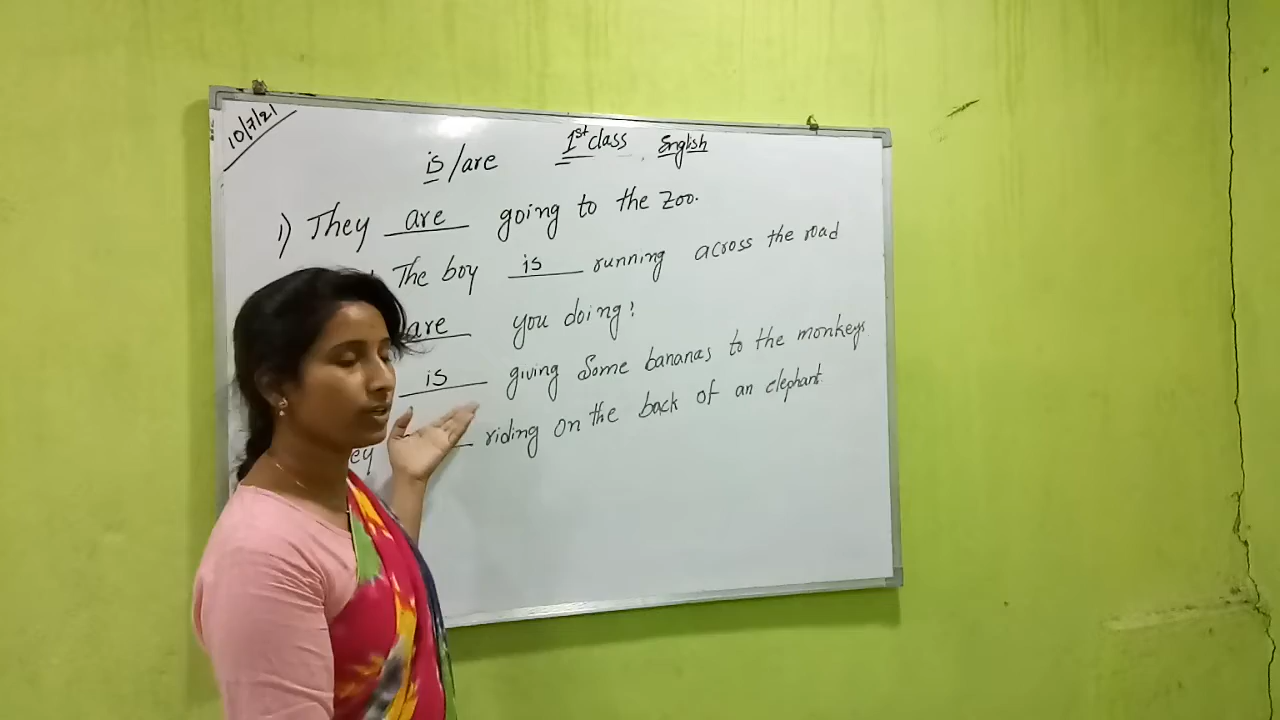 10/7/21
is/are 1st class English
1) They are going to the zoo.
The boy is running across the road
are you doing?
is giving Some bananas to the monkeys.
ey riding on the back of an elephant.